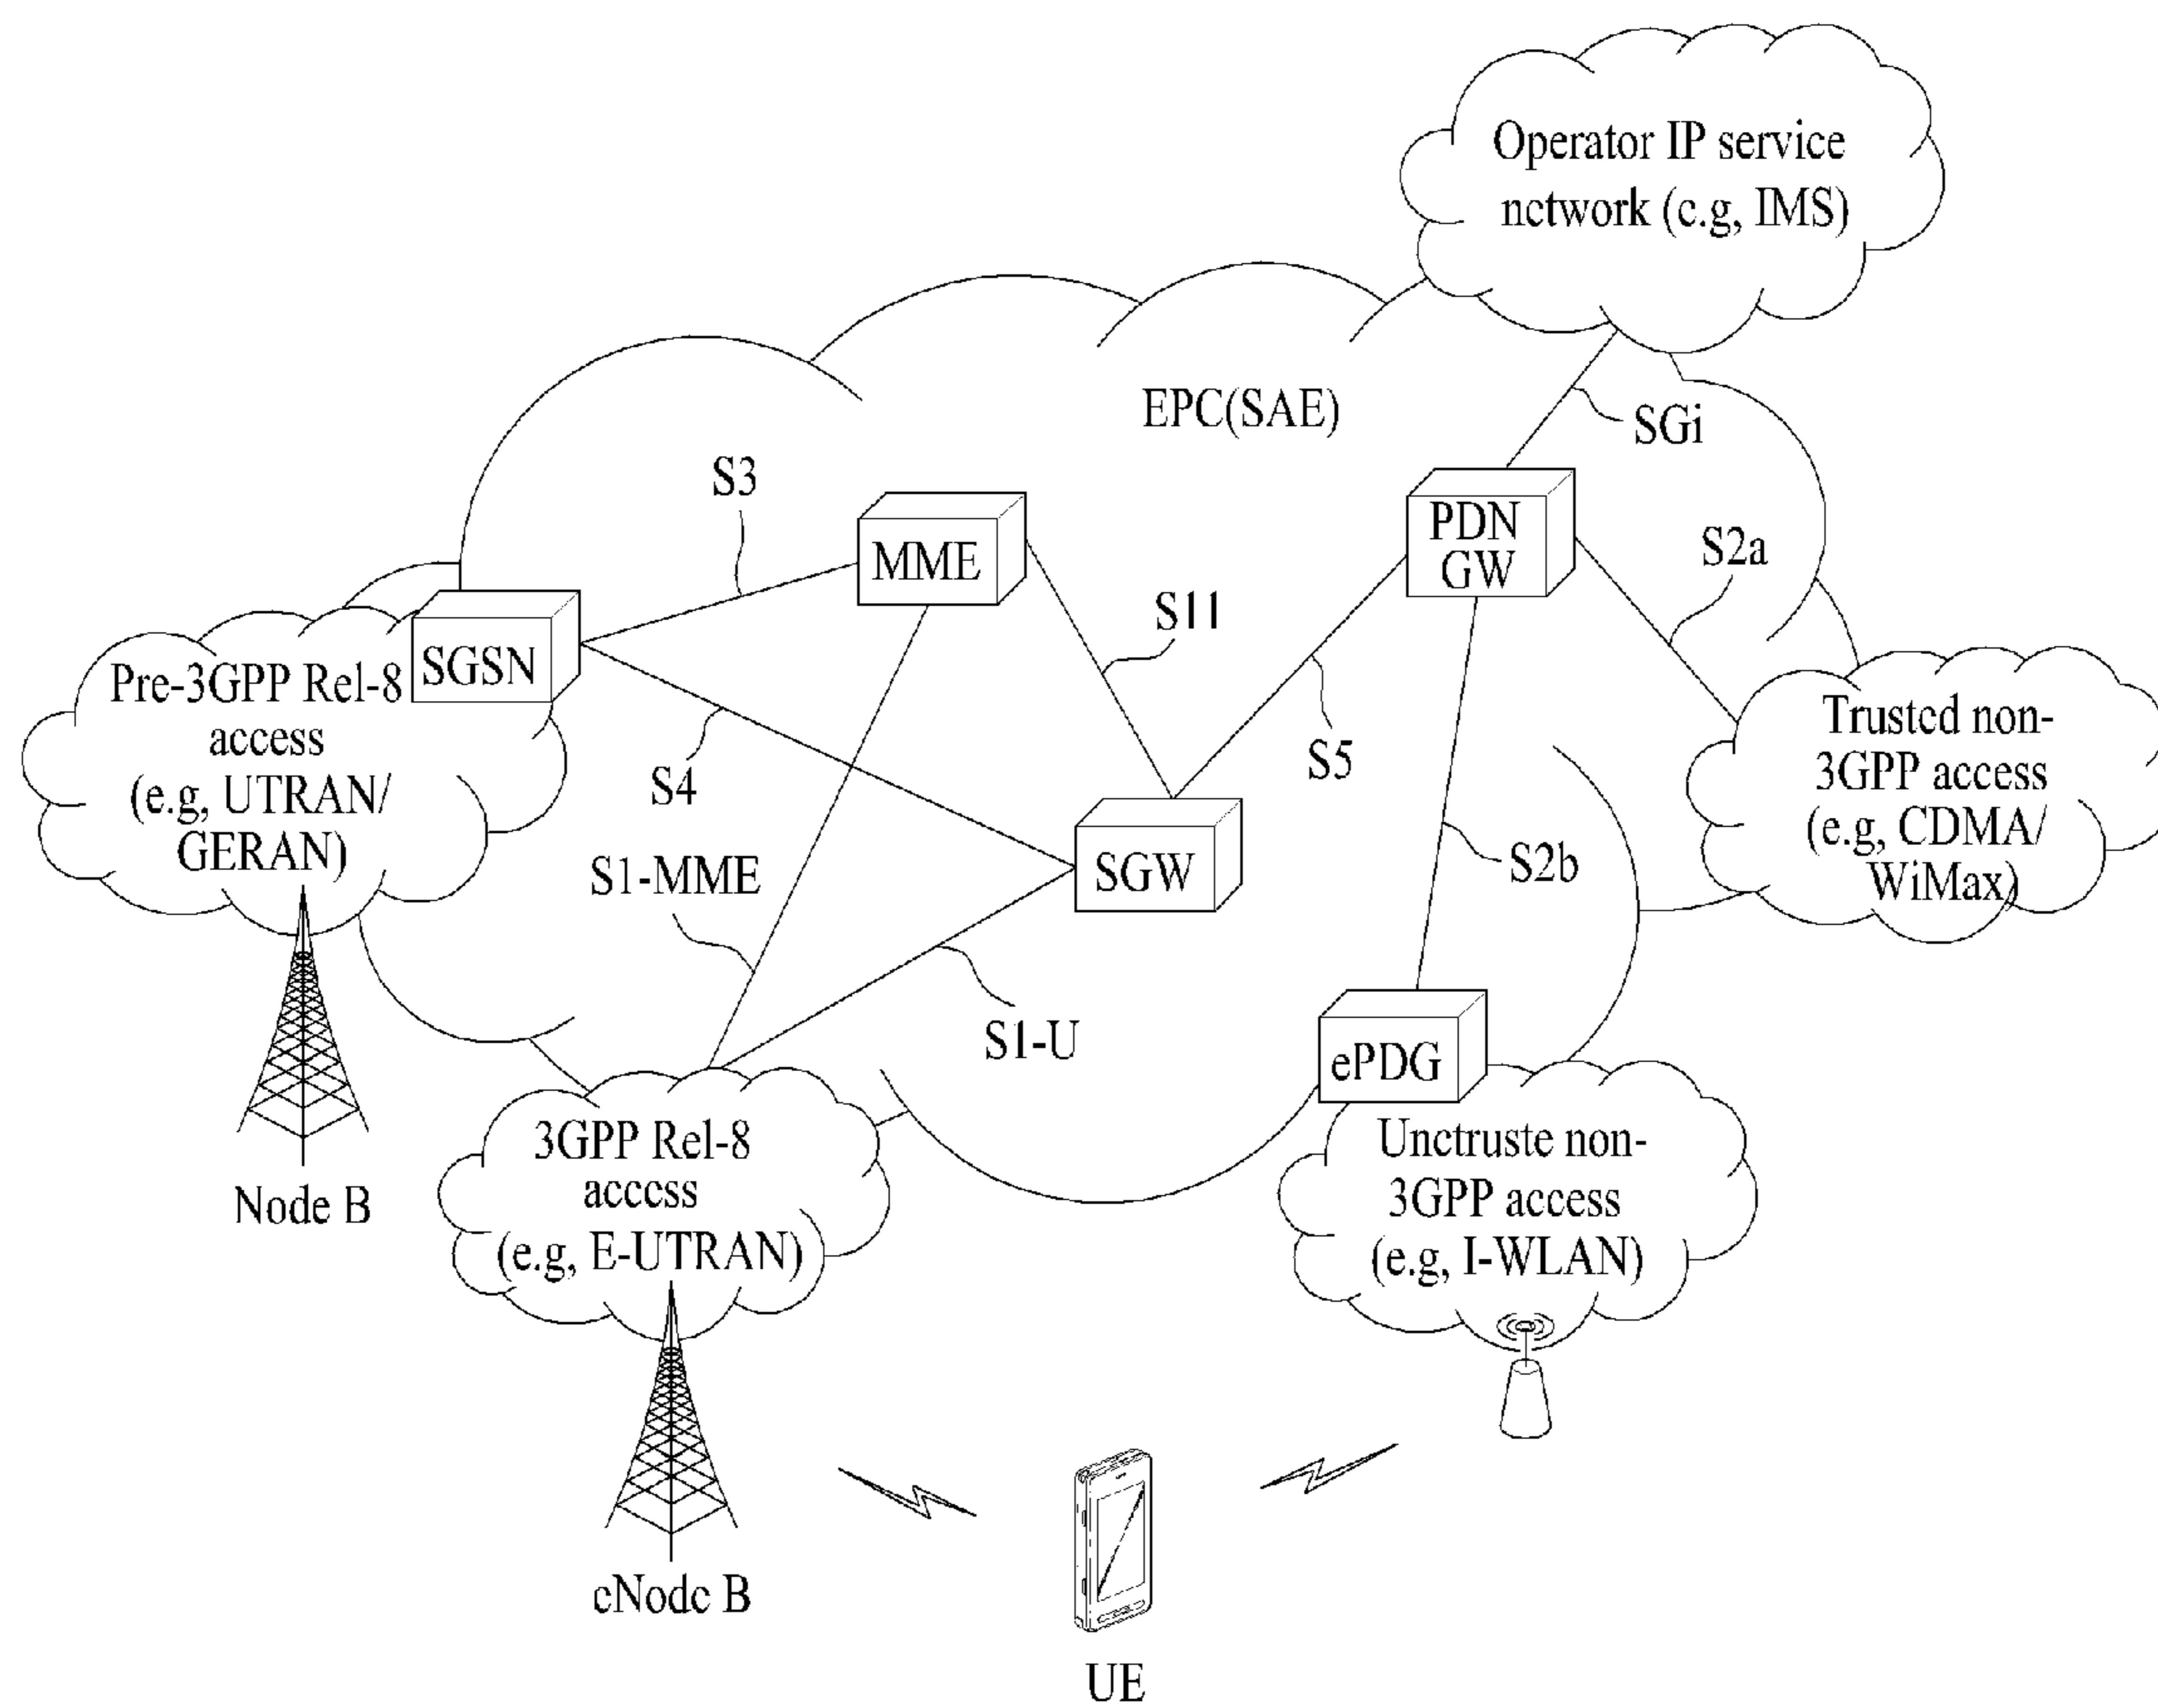 Operator IP service
nctwork (c.g, IMS)
EPC(SAE)
SGi
S3
MME
PDN
GW
S2a
S11
SGSN
Pre-3GPP Rel-8
access
(e.g, UTRAN/
GERAN)
S4
S5
Trustcd non-
3GPP access
(e.g, CDMA/
WiMax)
S1-MME
SGW
S2b
S1-U
ePDG
Node B
3GPP Rel-8
acccss
(e.g, E-UTRAN)
Unctruste non-
3GPP access
(e.g, I-WLAN)
cNodc B
UE